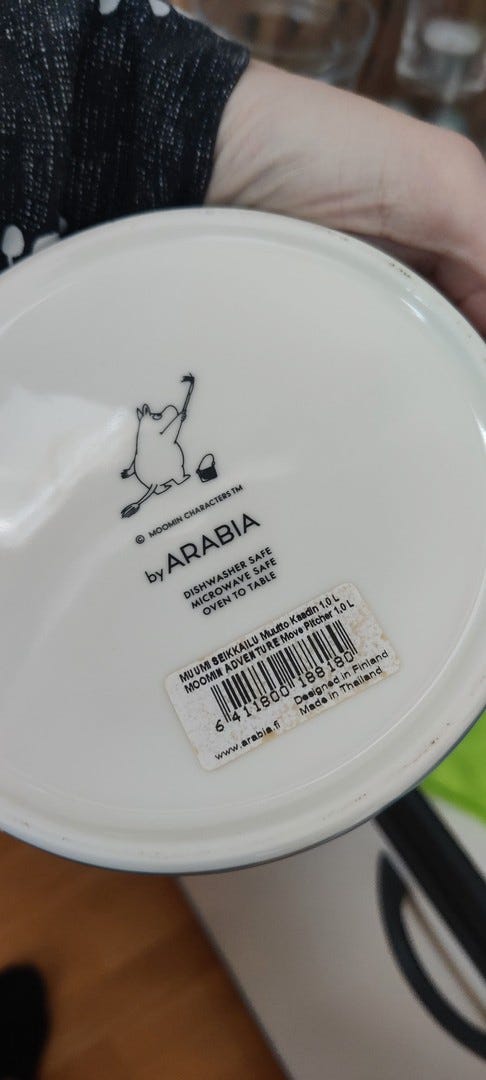 © MOOMIN CHARACTERS™
by ARABIA
DISHWASHER SAFE
MICROWAVE SAFE
OVEN TO TABLE
MUUMI SEIKKAILU Muutto Kaadin 1,0 L
MOOMIN ADVENTURE Move Pitcher 1,0 L
6 411800 188180
Designed in Finland
www.arabia.fi Made in Thailand